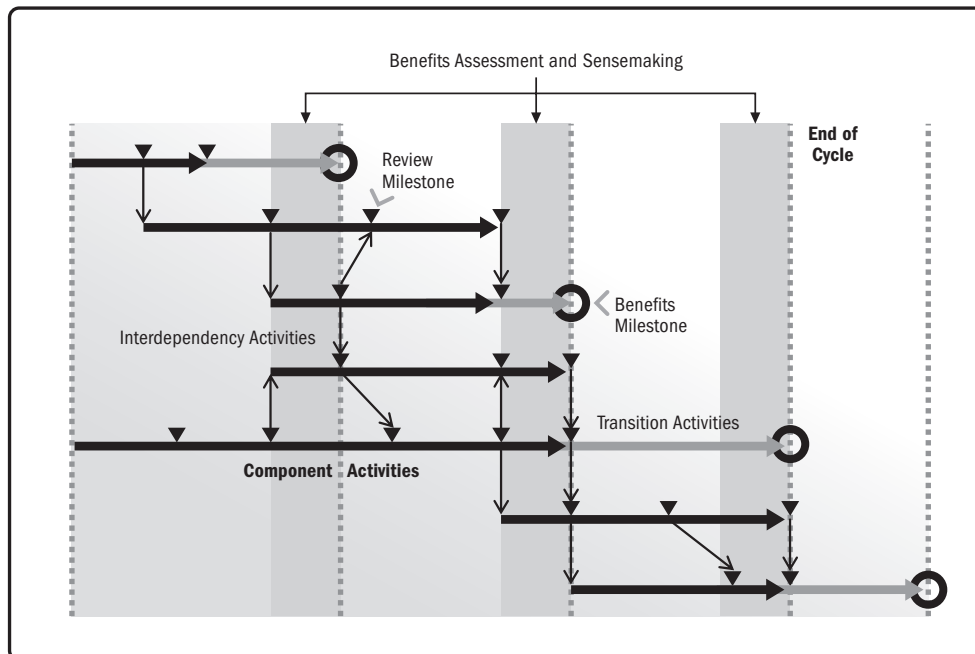 Benefits Assessment and Sensemaking
End of
Cycle
Review
Milestone
Benefits
Milestone
Interdependency Activities
Transition Activities
Component Activities